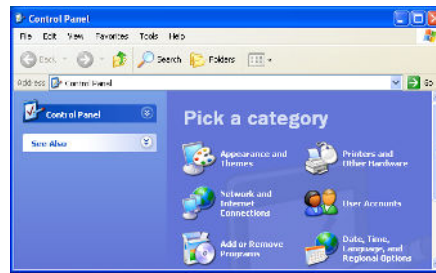 Control Panel
File Edit View Favorites Tools Help
Back Search Folders
Address Control Panel Go
Control Panel
See Also
Pick a category
Appearance and Themes
Printers and Other Hardware
Network and Internet Connections
User Accounts
Add or Remove Programs
Date, Time, Language, and Regional Options